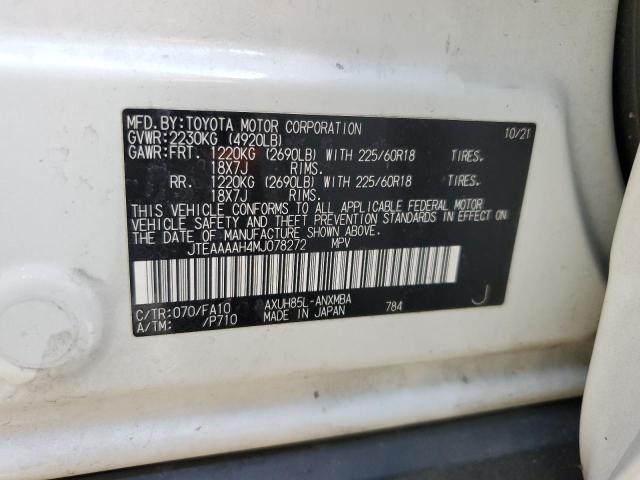 MFD.BY:TOYOTA MOTOR CORPORATION 10/21
GVWR:2230KG (4920LB)
GAWR:FRT. 1220KG (2690LB) WITH 225/60R18 TIRES.
18X7J RIMS.
RR. 1220KG (2690LB) WITH 225/60R18 TIRES.
18X7J RIMS.
THIS VEHICLE CONFORMS TO ALL APPLICABLE FEDERAL MOTOR
VEHICLE SAFETY AND THEFT PREVENTION STANDARDS IN EFFECT ON
THE DATE OF MANUFACTURE SHOWN ABOVE.
JTEAAAAH4MJ078272 MPV
C/TR:070/FA10 AXUH85L-ANXMBA J
A/TM: /P710 MADE IN JAPAN 784